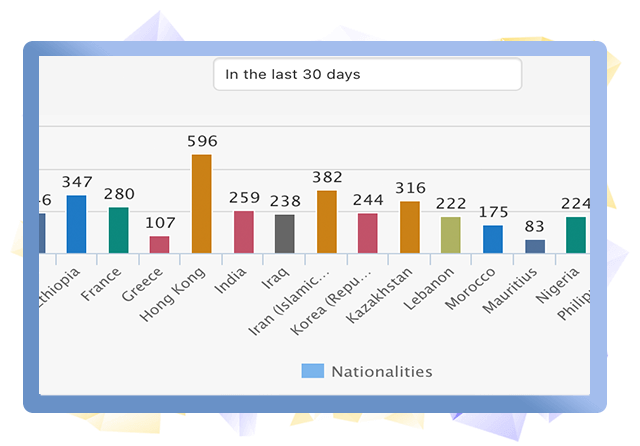 In the last 30 days
596
382
347
316
280
259
238
244
222
224
175
107
83
Ethiopia
France
Greece
Hong Kong
India
Iraq
Iran (Islamic...
Korea (Repu...
Kazakhstan
Lebanon
Morocco
Mauritius
Nigeria
Nationalities